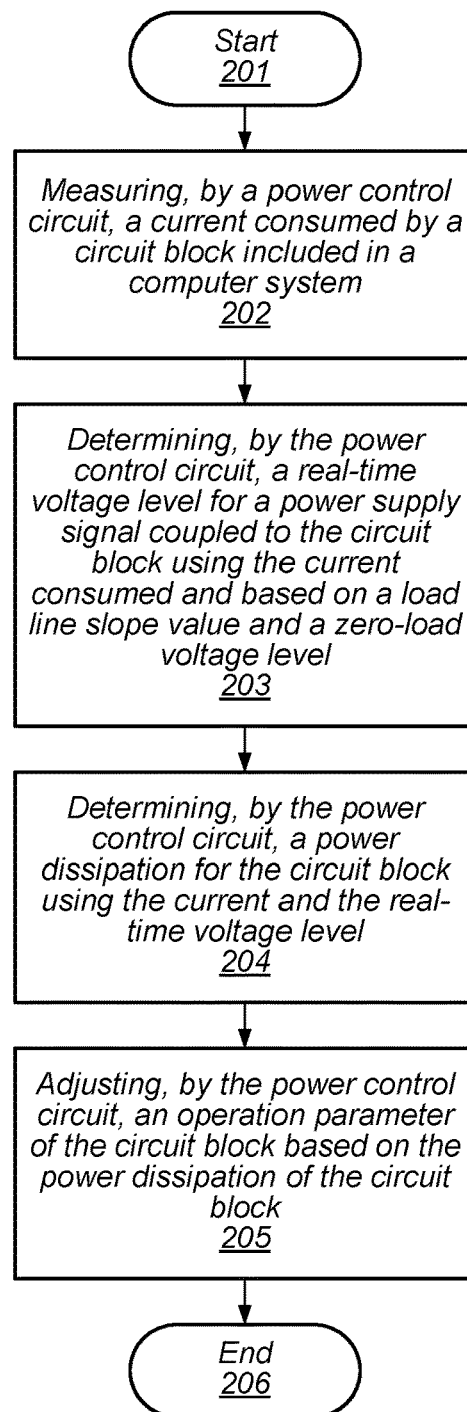 Start
201
Measuring, by a power control
circuit, a current consumed by a
circuit block included in a
computer system
202
Determining, by the power
control circuit, a real-time
voltage level for a power supply
signal coupled to the circuit
block using the current
consumed and based on a load
line slope value and a zero-load
voltage level
203
Determining, by the power
control circuit, a power
dissipation for the circuit block
using the current and the real-
time voltage level
204
Adjusting, by the power control
circuit, an operation parameter
of the circuit block based on the
power dissipation of the circuit
block
205
End
206